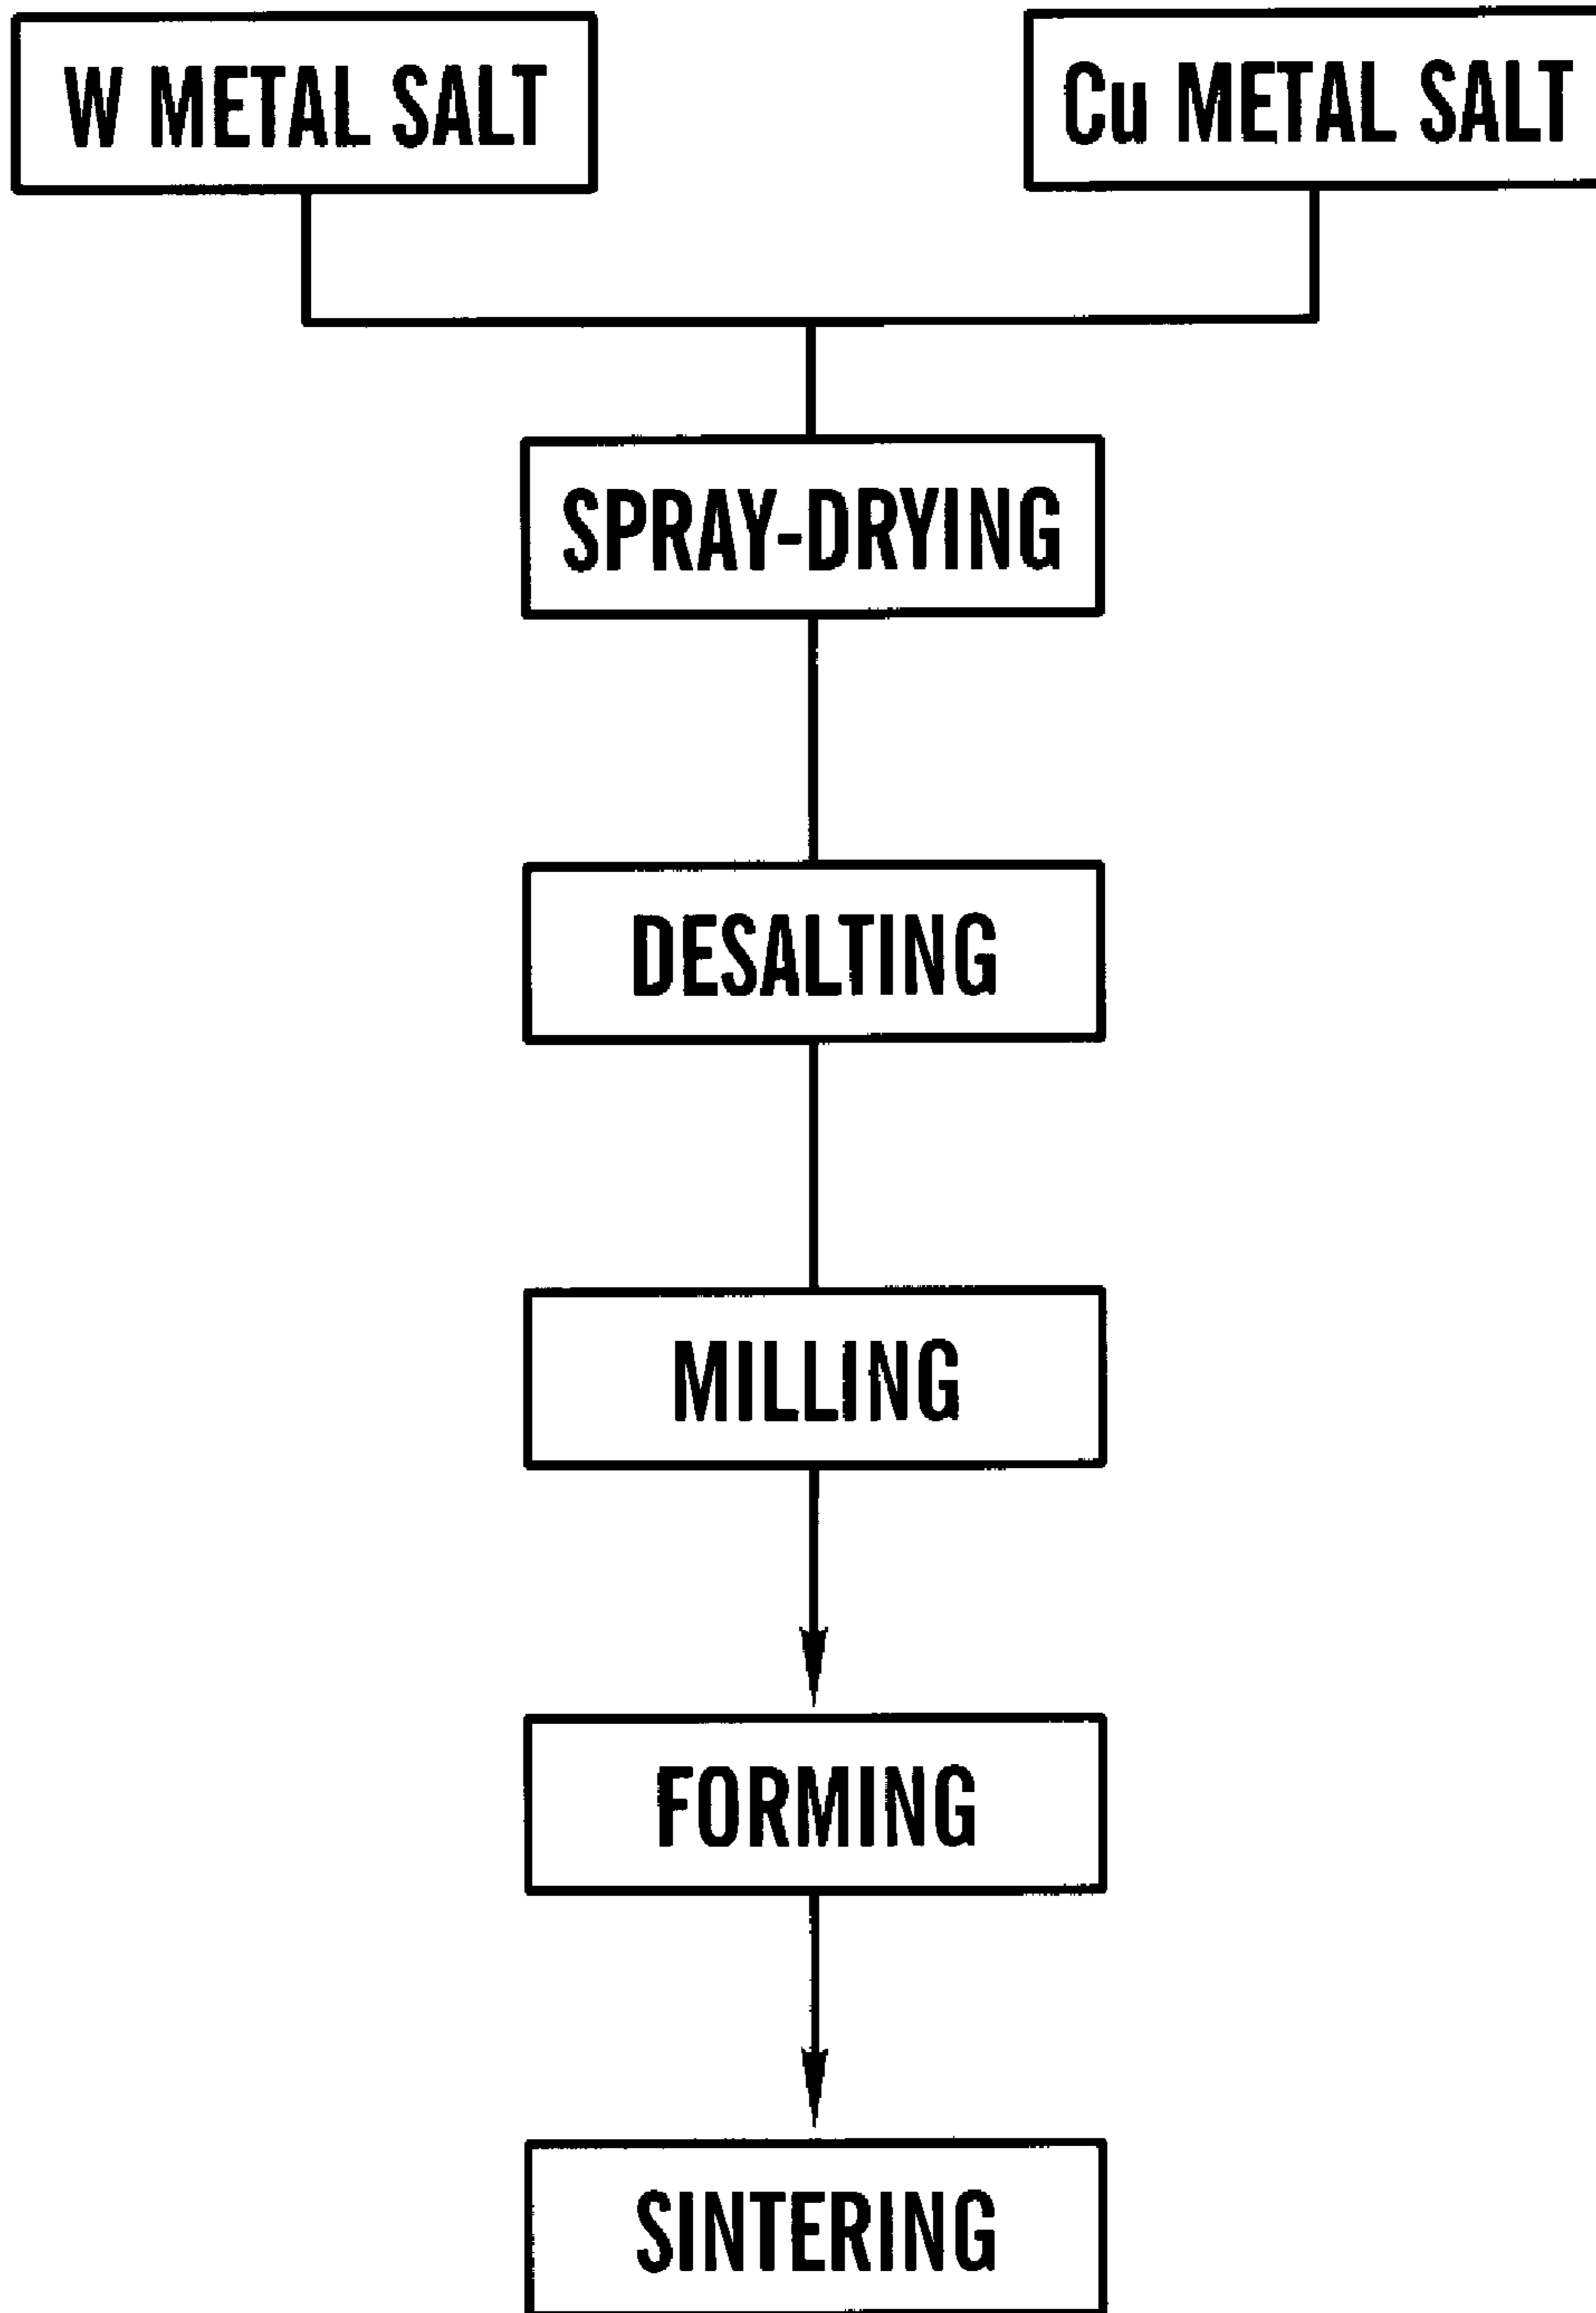 W METAL SALT
Cu METAL SALT
SPRAY-DRYING
DESALTING
MILLING
FORMING
SINTERING